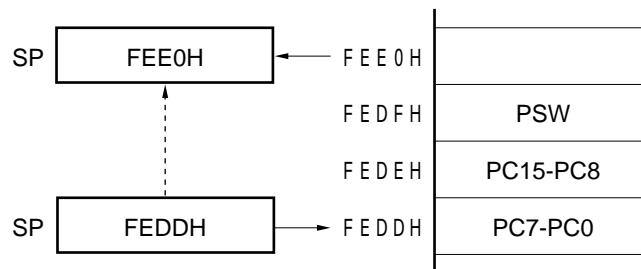 SP FEE0H FEE0H
FEDFH PSW
FEDEH PC15-PC8
SP FEDDH FEDDH PC7-PC0